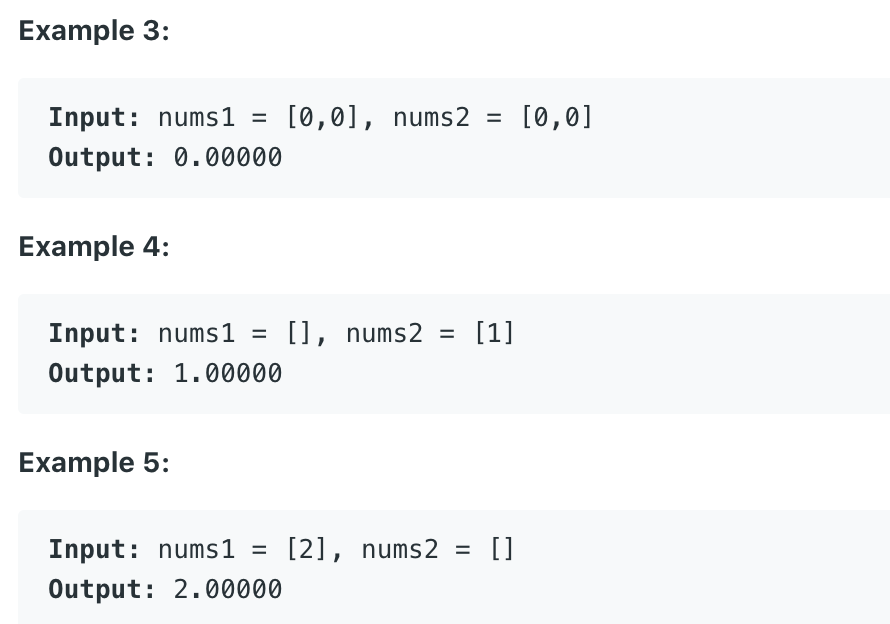 Example 3:
Input: nums1 = [0,0], nums2 = [0,0]
Output: 0.00000
Example 4:
Input: nums1 = [], nums2 = [1]
Output: 1.00000
Example 5:
Input: nums1 = [2], nums2 = []
Output: 2.00000